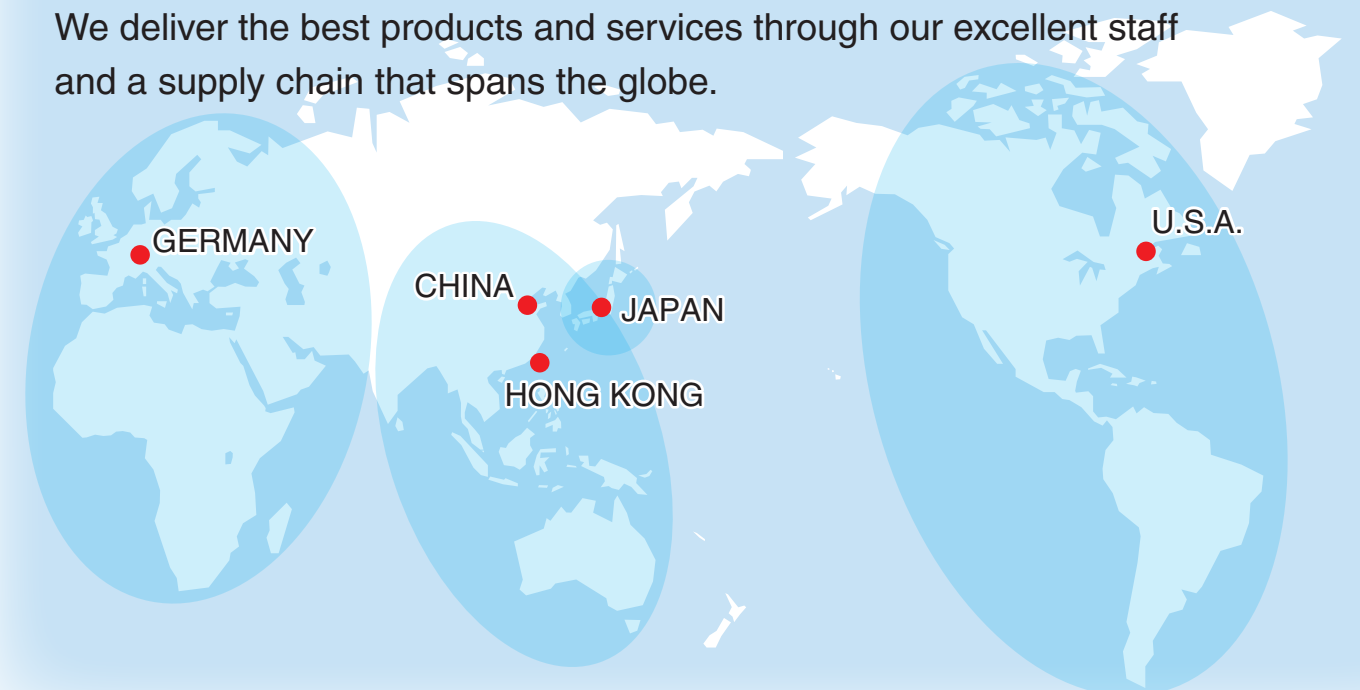 We deliver the best products and services through our excellent staff
and a supply chain that spans the globe.
GERMANY
U.S.A.
CHINA
JAPAN
HONG KONG